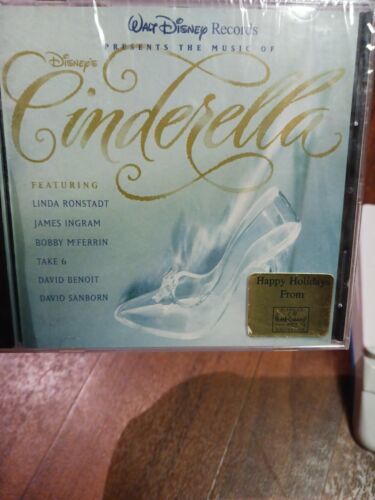 WALT DISNEY Records
PRESENTS THE MUSIC OF
DISNEY'S
Cinderella
FEATURING
LINDA RONSTADT
JAMES INGRAM
BOBBY McFERRIN
TAKE 6
DAVID BENOIT
DAVID SANBORN
Happy Holidays
From